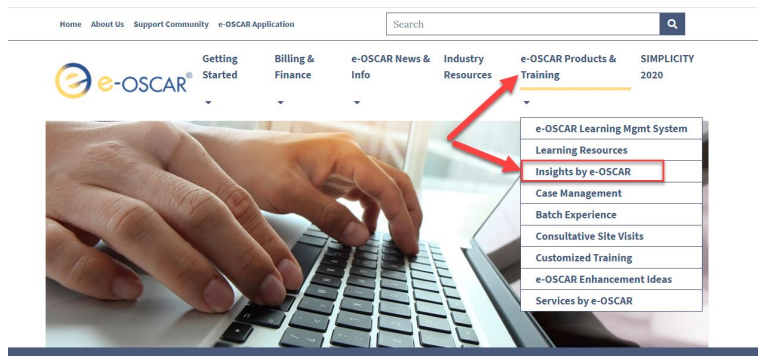 Home About Us Support Community e-OSCAR Application
Search
e-OSCAR®
Getting Started
Billing & Finance
e-OSCAR News & Info
Industry Resources
e-OSCAR Products & Training
SIMPLICITY 2020
e-OSCAR Learning Mgmt System
Learning Resources
Insights by e-OSCAR
Case Management
Batch Experience
Consultative Site Visits
Customized Training
e-OSCAR Enhancement Ideas
Services by e-OSCAR